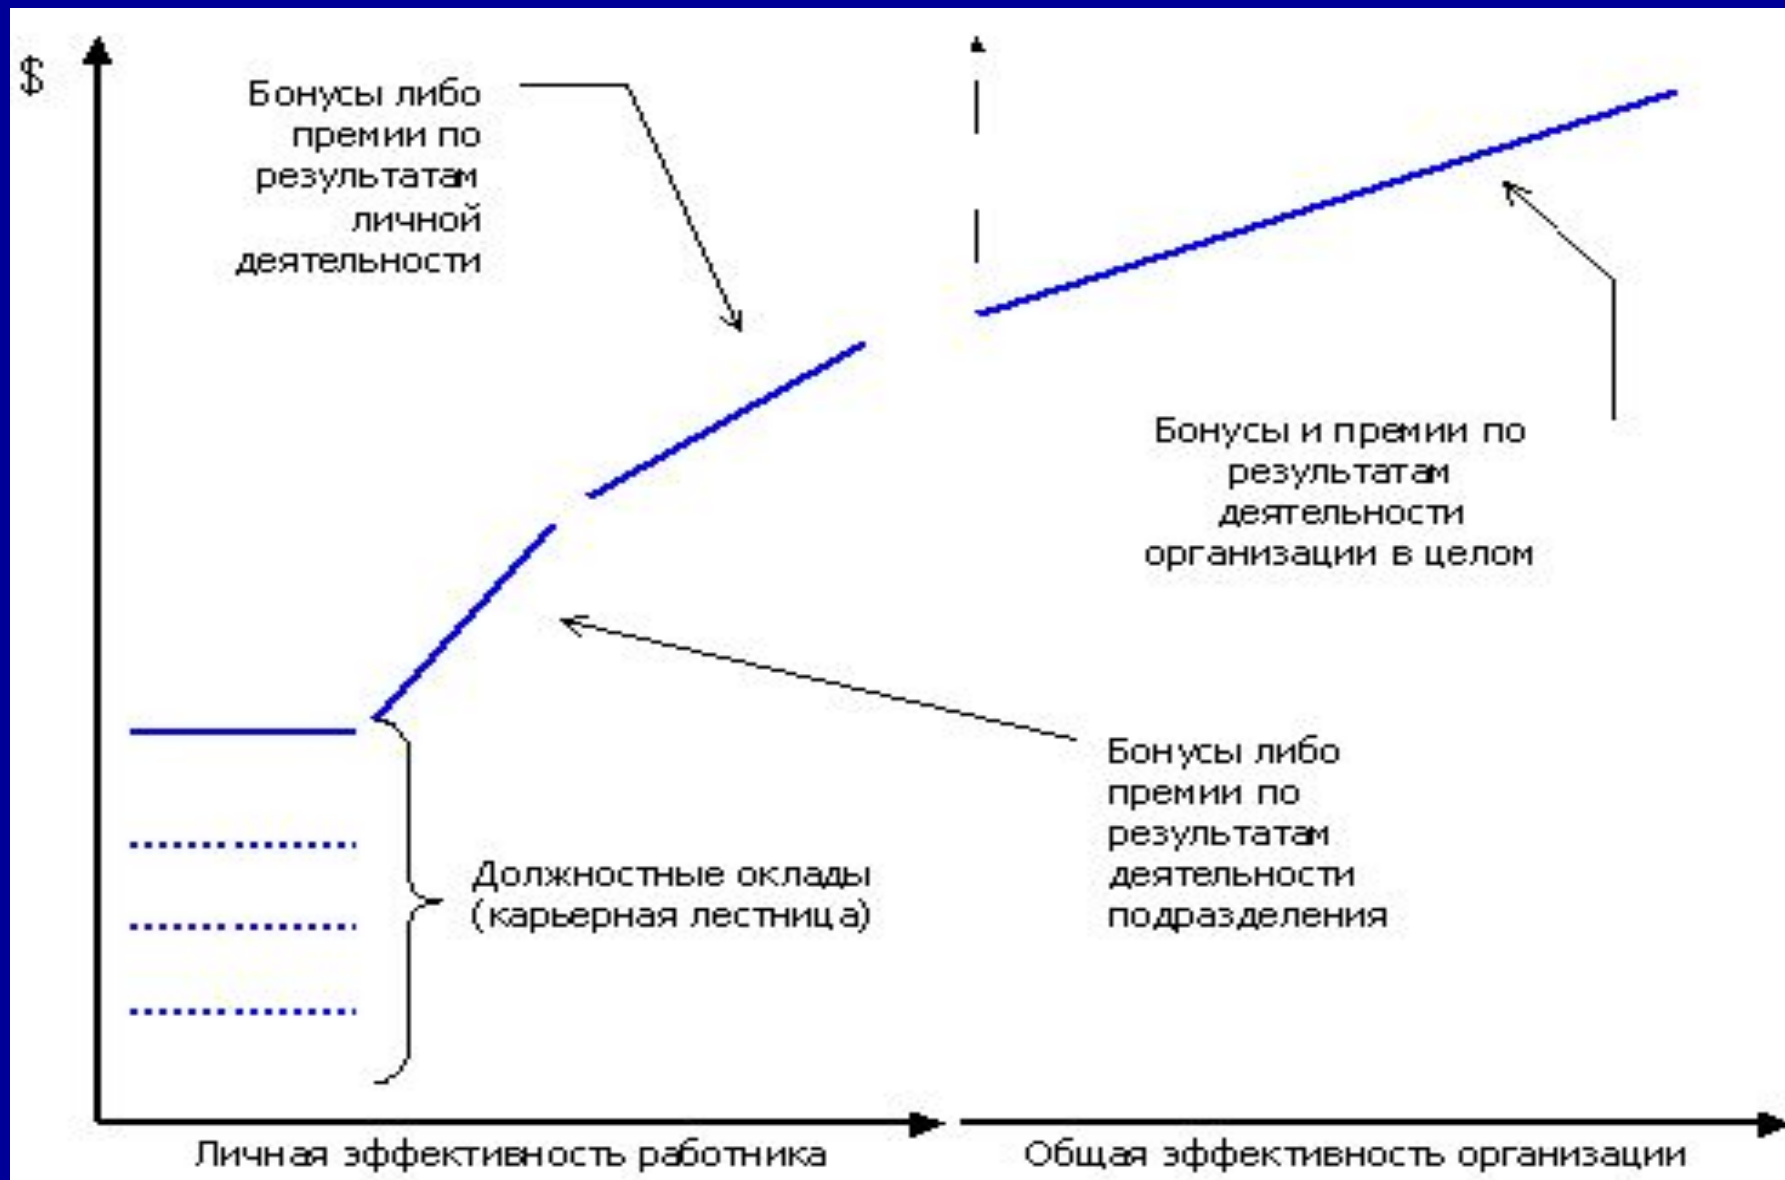 $
Бонусы либо
премии по
результатам
личной
деятельности
Бонусы и премии по
результатам
деятельности
организации в целом
Бонусы либо
премии по
результатам
деятельности
подразделения
Должностные оклады
(карьерная лестница)
Личная эффективность работника
Общая эффективность организации